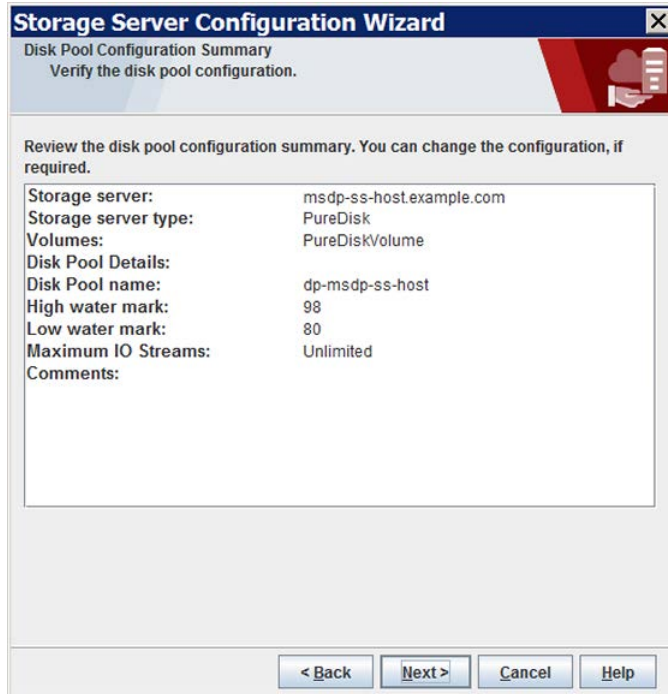 Storage Server Configuration Wizard
Disk Pool Configuration Summary
Verify the disk pool configuration.
Review the disk pool configuration summary. You can change the configuration, if
required.
Storage server: msdp-ss-host.example.com
Storage server type: PureDisk
Volumes: PureDiskVolume
Disk Pool Details:
Disk Pool name: dp-msdp-ss-host
High water mark: 98
Low water mark: 80
Maximum IO Streams: Unlimited
Comments:
< Back Next > Cancel Help